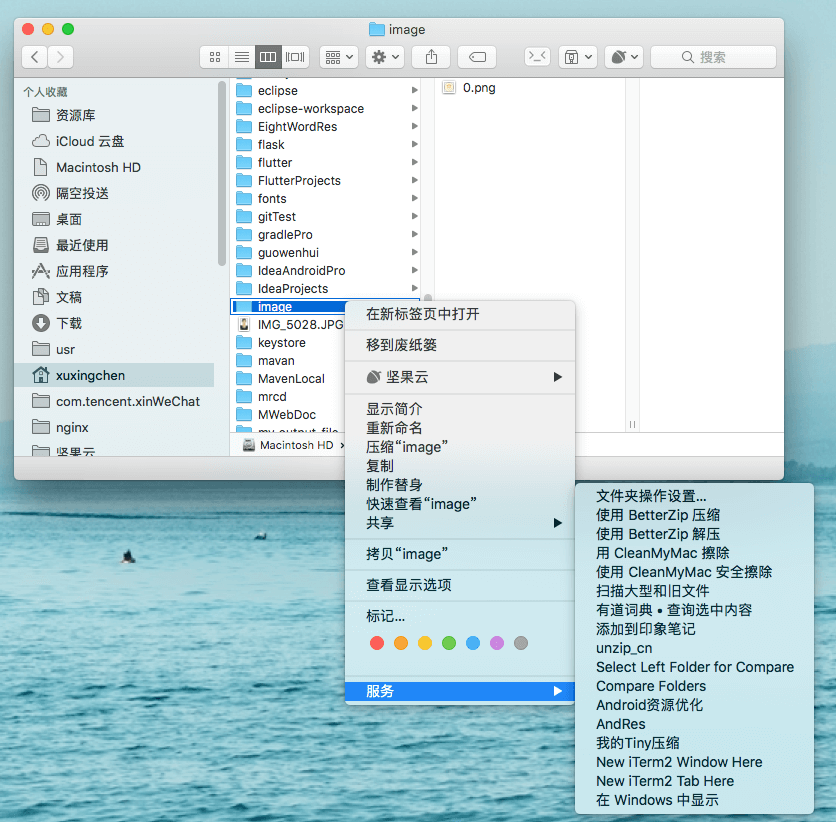 image
搜索
个人收藏
资源库
iCloud 云盘
Macintosh HD
隔空投送
桌面
最近使用
应用程序
文稿
下载
usr
xuxingchen
com.tencent.xinWeChat
nginx
坚果云
eclipse
eclipse-workspace
EightWordRes
flask
flutter
FlutterProjects
fonts
gitTest
gradlePro
guowenhui
IdeaAndroidPro
IdeaProjects
image
IMG_5028.JPG
keystore
mavan
MavenLocal
mrcd
MWebDoc
my_output_file
Macintosh HD
0.png
在新标签页中打开
移到废纸篓
坚果云
显示简介
重新命名
压缩“image”
复制
制作替身
快速查看“image”
共享
拷贝“image”
查看显示选项
标记...
服务
文件夹操作设置...
使用 BetterZip 压缩
使用 BetterZip 解压
用 CleanMyMac 擦除
使用 CleanMyMac 安全擦除
扫描大型和旧文件
有道词典 • 查询选中内容
添加到印象笔记
unzip_cn
Select Left Folder for Compare
Compare Folders
Android资源优化
AndRes
我的Tiny压缩
New iTerm2 Window Here
New iTerm2 Tab Here
在 Windows 中显示